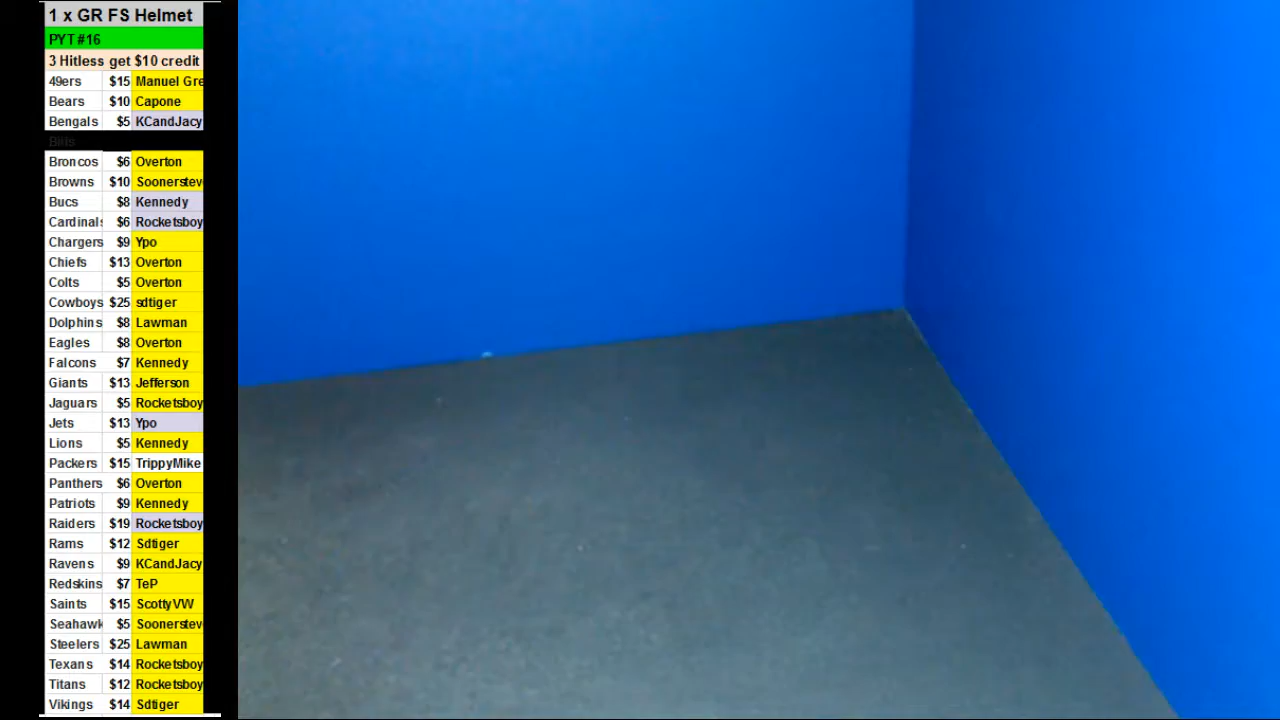 1 x GR FS Helmet
PYT #16
3 Hitless get $10 credit
49ers $15 Manuel Gre
Bears $10 Capone
Bengals $5 KCandJacy
Bills
Broncos $6 Overton
Browns $10 Soonerstev
Bucs $8 Kennedy
Cardinals $6 Rocketsboy
Chargers $9 Ypo
Chiefs $13 Overton
Colts $5 Overton
Cowboys $25 sdtiger
Dolphins $8 Lawman
Eagles $8 Overton
Falcons $7 Kennedy
Giants $13 Jefferson
Jaguars $5 Rocketsboy
Jets $13 Ypo
Lions $5 Kennedy
Packers $15 TrippyMike
Panthers $6 Overton
Patriots $9 Kennedy
Raiders $19 Rocketsboy
Rams $12 Sdtiger
Ravens $9 KCandJacy
Redskins $7 TeP
Saints $15 ScottyVW
Seahawk $5 Soonerstev
Steelers $25 Lawman
Texans $14 Rocketsboy
Titans $12 Rocketsboy
Vikings $14 Sdtiger